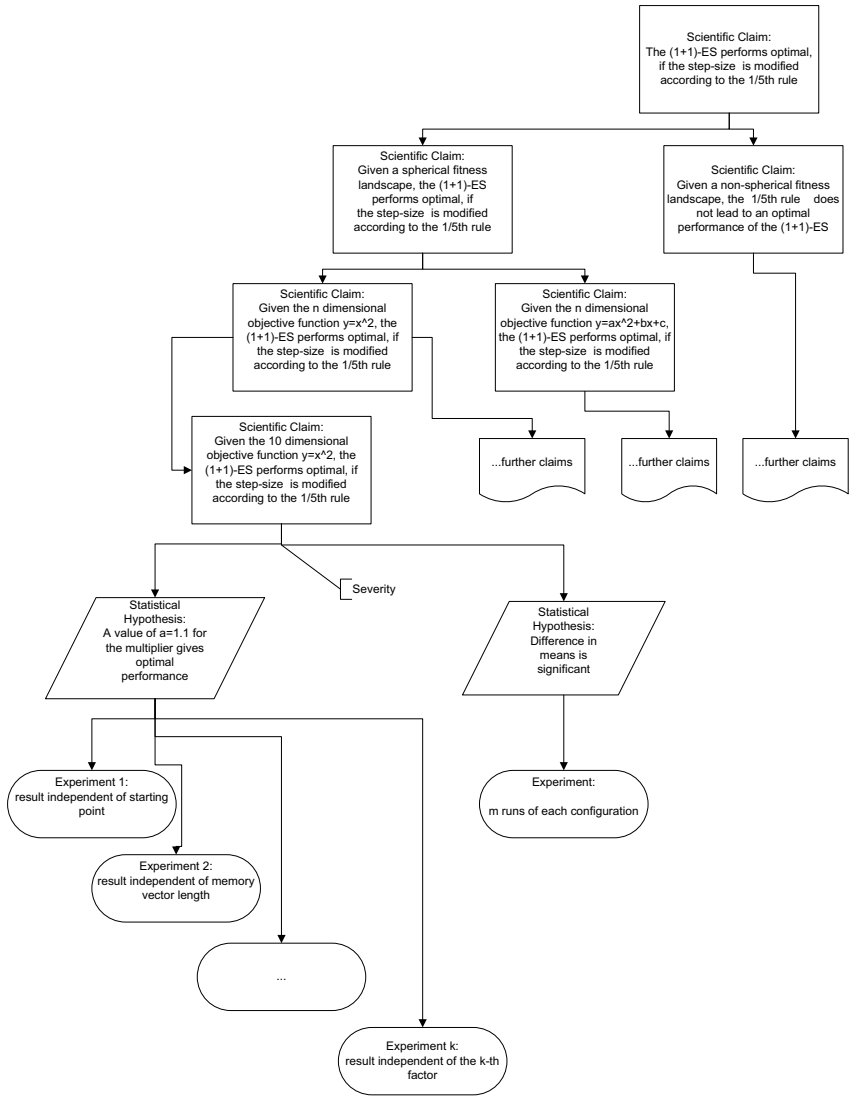 Scientific Claim:
The (1+1)-ES performs optimal,
if the step-size is modified
according to the 1/5th rule
Scientific Claim:
Given a spherical fitness
landscape, the (1+1)-ES
performs optimal, if
the step-size is modified
according to the 1/5th rule
Scientific Claim:
Given a non-spherical fitness
landscape, the 1/5th rule does
not lead to an optimal
performance of the (1+1)-ES
Scientific Claim:
Given the n dimensional
objective function y=x^2, the
(1+1)-ES performs optimal, if
the step-size is modified
according to the 1/5th rule
Scientific Claim:
Given the n dimensional
objective function y=ax^2+bx+c,
the (1+1)-ES performs optimal, if
the step-size is modified
according to the 1/5th rule
Scientific Claim:
Given the 10 dimensional
objective function y=x^2, the
(1+1)-ES performs optimal, if
the step-size is modified
according to the 1/5th rule
...further claims
...further claims
...further claims
Severity
Statistical
Hypothesis:
A value of a=1.1 for
the multiplier gives
optimal
performance
Statistical
Hypothesis:
Difference in
means is
significant
Experiment 1:
result independent of starting
point
Experiment:
m runs of each configuration
Experiment 2:
result independent of memory
vector length
...
Experiment k:
result independent of the k-th
factor